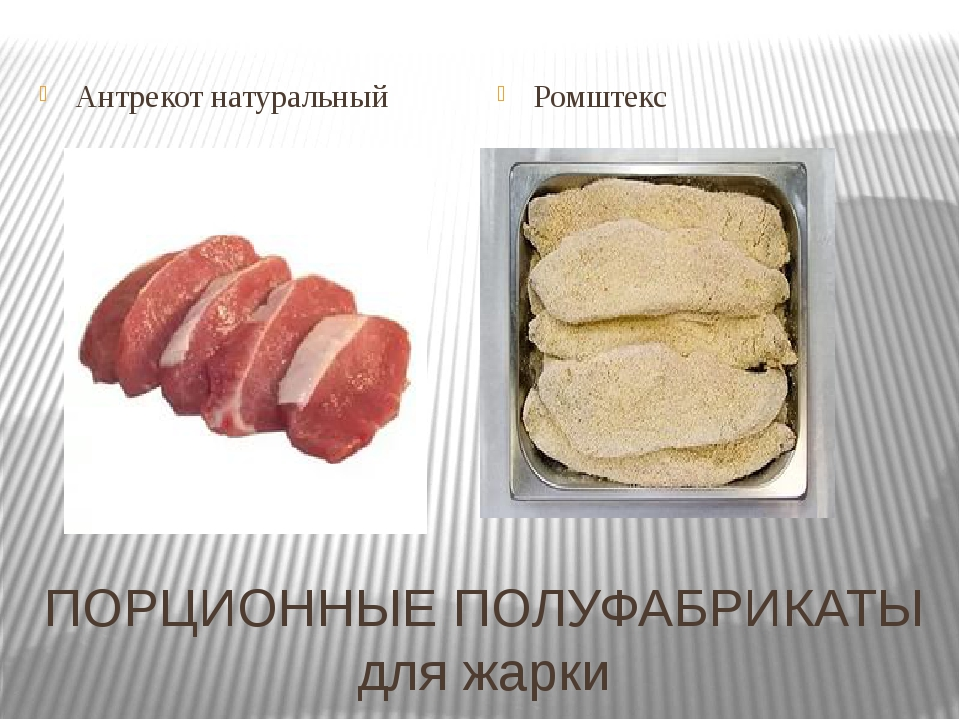 Антрекот натуральный
Ромштекс
ПОРЦИОННЫЕ ПОЛУФАБРИКАТЫ
для жарки